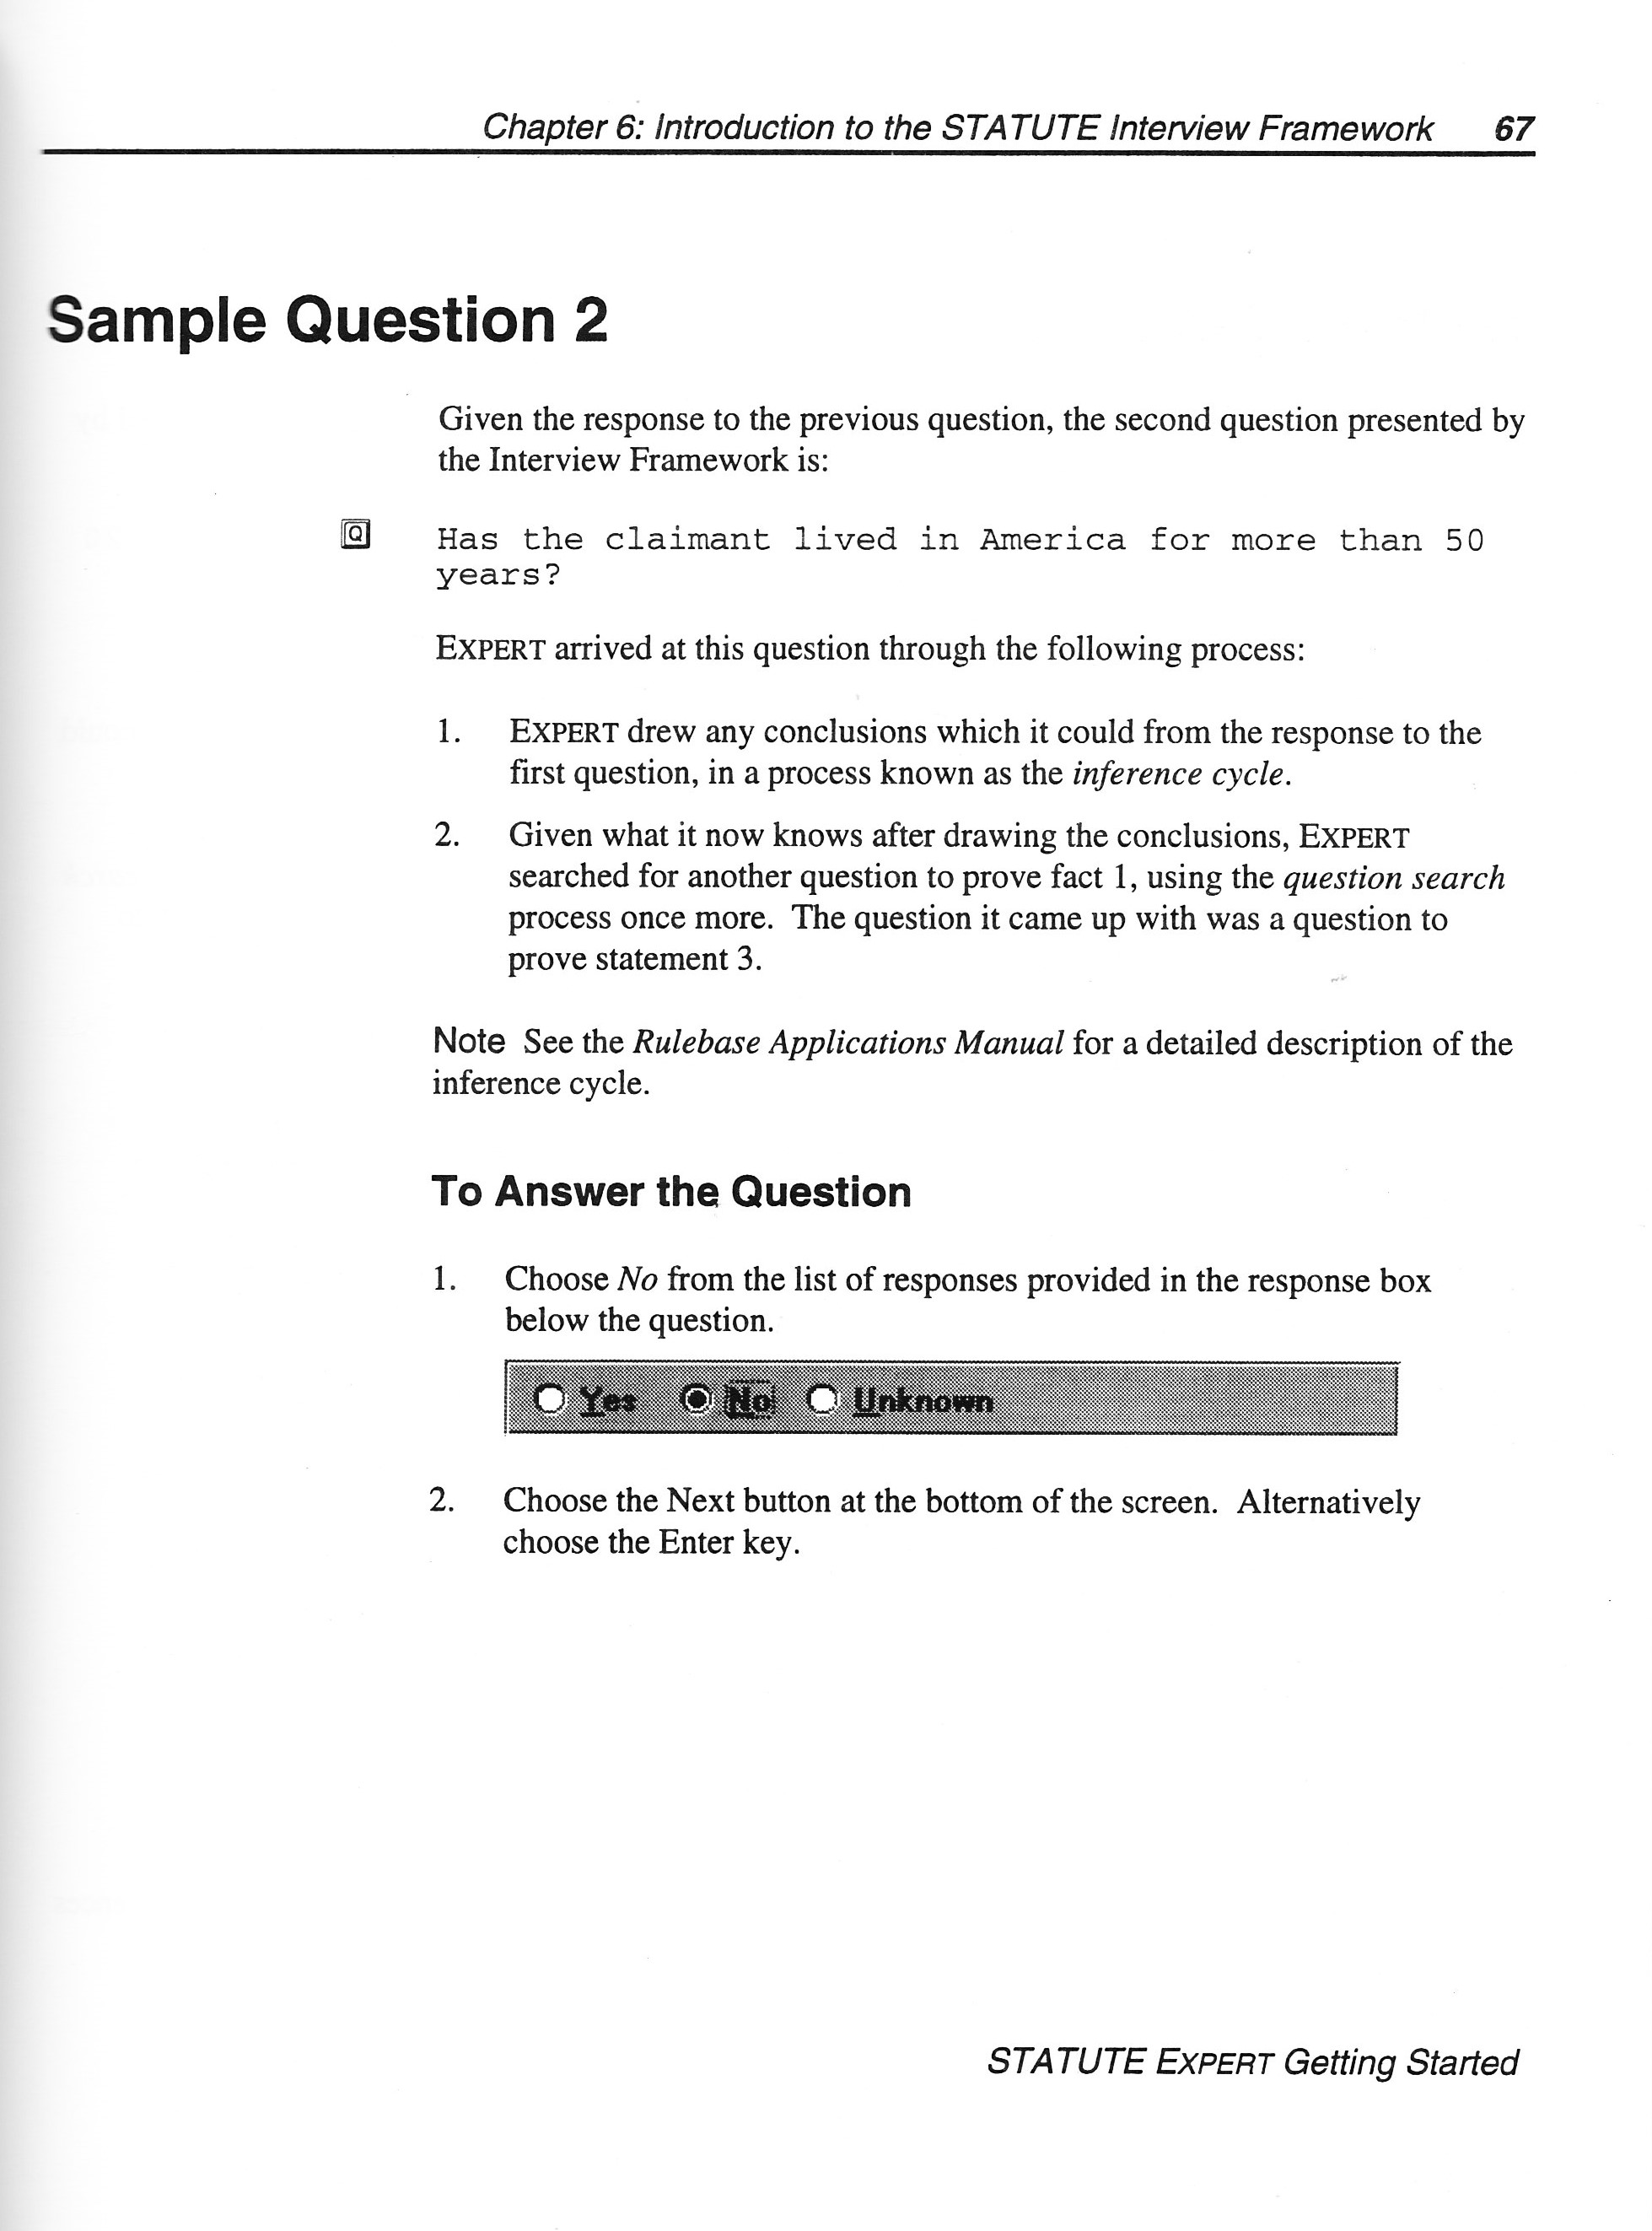 Chapter 6: Introduction to the STATUTE Interview Framework 67
Sample Question 2
Given the response to the previous question, the second question presented by
the Interview Framework is:
Q Has the claimant lived in America for more than 50
years?
EXPERT arrived at this question through the following process:
1. EXPERT drew any conclusions which it could from the response to the
first question, in a process known as the inference cycle.
2. Given what it now knows after drawing the conclusions, EXPERT
searched for another question to prove fact 1, using the question search
process once more. The question it came up with was a question to
prove statement 3.
Note See the Rulebase Applications Manual for a detailed description of the
inference cycle.
To Answer the Question
1. Choose No from the list of responses provided in the response box
below the question.
Yes No Unknown
2. Choose the Next button at the bottom of the screen. Alternatively
choose the Enter key.
STATUTE EXPERT Getting Started